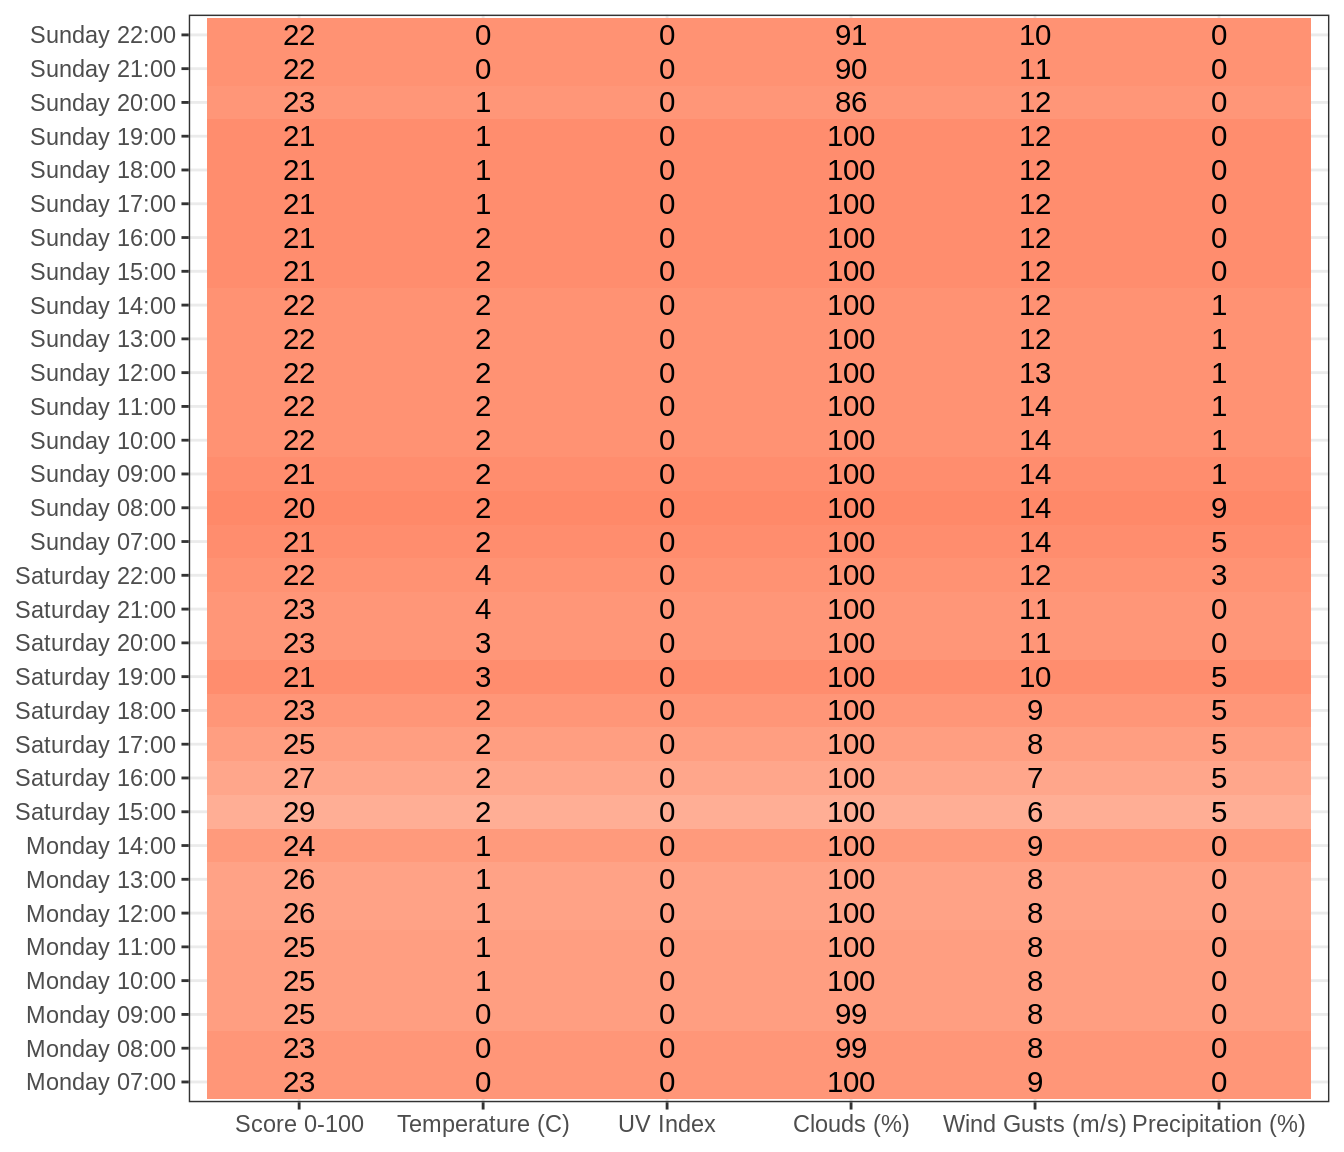 Sunday 22:00 22 0 0 91 10 0
Sunday 21:00 22 0 0 90 11 0
Sunday 20:00 23 1 0 86 12 0
Sunday 19:00 21 1 0 100 12 0
Sunday 18:00 21 1 0 100 12 0
Sunday 17:00 21 1 0 100 12 0
Sunday 16:00 21 2 0 100 12 0
Sunday 15:00 21 2 0 100 12 0
Sunday 14:00 22 2 0 100 12 1
Sunday 13:00 22 2 0 100 12 1
Sunday 12:00 22 2 0 100 13 1
Sunday 11:00 22 2 0 100 14 1
Sunday 10:00 22 2 0 100 14 1
Sunday 09:00 21 2 0 100 14 1
Sunday 08:00 20 2 0 100 14 9
Sunday 07:00 21 2 0 100 14 5
Saturday 22:00 22 4 0 100 12 3
Saturday 21:00 23 4 0 100 11 0
Saturday 20:00 23 3 0 100 11 0
Saturday 19:00 21 3 0 100 10 5
Saturday 18:00 23 2 0 100 9 5
Saturday 17:00 25 2 0 100 8 5
Saturday 16:00 27 2 0 100 7 5
Saturday 15:00 29 2 0 100 6 5
Monday 14:00 24 1 0 100 9 0
Monday 13:00 26 1 0 100 8 0
Monday 12:00 26 1 0 100 8 0
Monday 11:00 25 1 0 100 8 0
Monday 10:00 25 1 0 100 8 0
Monday 09:00 25 0 0 99 8 0
Monday 08:00 23 0 0 99 8 0
Monday 07:00 23 0 0 100 9 0
Score 0-100 Temperature (C) UV Index Clouds (%) Wind Gusts (m/s) Precipitation (%)